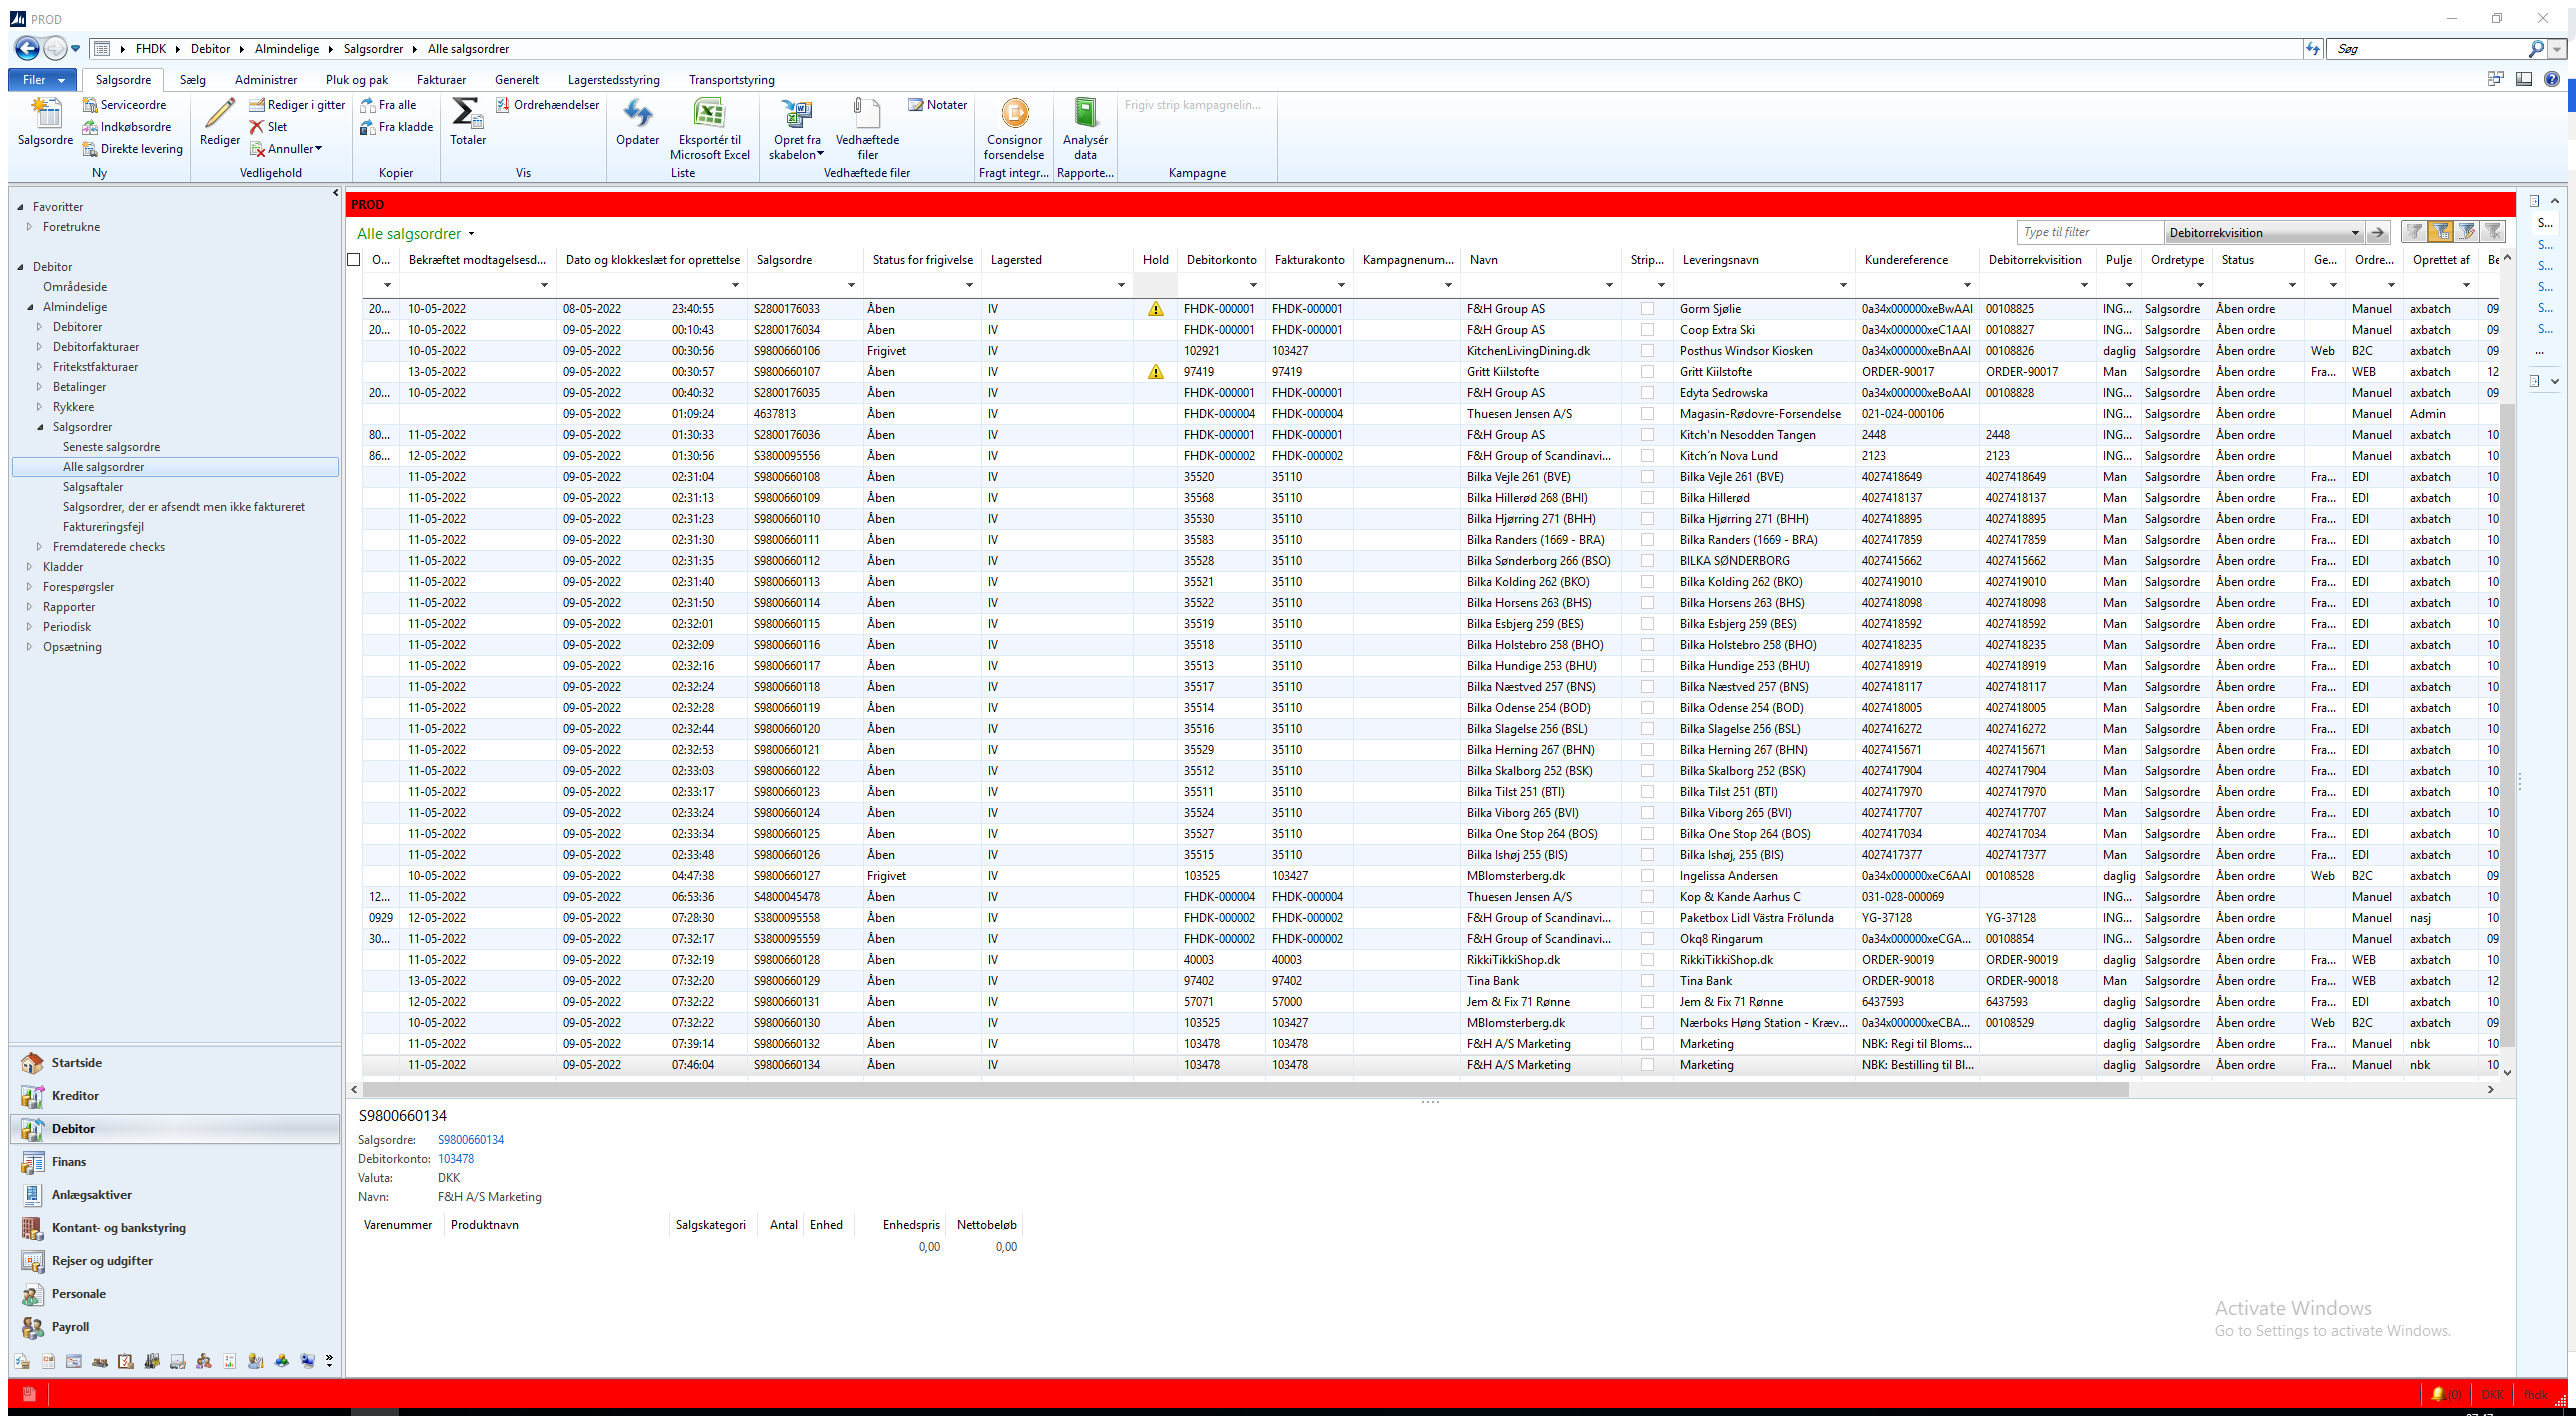 PROD
FHDK Debitor Almindelige Salgsordrer Alle salgsordrer Søg
Filer Salgsordre Sælg Administrer Pluk og pak Fakturaer Generelt Lagerstedsstyring Transportstyring
Salgsordre Serviceordre Indkøbsordre Direkte levering Ny
Rediger Rediger i gitter Slet Annuller Vedligehold
Fra alle Fra kladde Kopier
Totaler Ordrehændelser Vis
Opdater Eksportér til Microsoft Excel Liste
Opret fra skabelon Vedhæftede filer Notater Vedhæftede filer
Consignor forsendelse Fragt integr...
Analysér data Rapporte...
Frigiv strip kampagnelin... Kampagne
Favoritter
Foretrukne
Debitor
Områdeside
Almindelige
Debitorer
Debitorfakturaer
Fritekstfakturaer
Betalinger
Rykkere
Salgsordrer
Seneste salgsordre
Alle salgsordrer
Salgsaftaler
Salgsordrer, der er afsendt men ikke faktureret
Faktureringsfejl
Fremdaterede checks
Kladder
Forespørgsler
Rapporter
Periodisk
Opsætning
Startside
Kreditor
Debitor
Finans
Anlægsaktiver
Kontant- og bankstyring
Rejser og udgifter
Personale
Payroll
PROD
Alle salgsordrer Type til filter Debitorrekvisition
O... Bekræftet modtagelsesd... Dato og klokkeslæt for oprettelse Salgsordre Status for frigivelse Lagersted Hold Debitorkonto Fakturakonto Kampagnenum... Navn Strip... Leveringsnavn Kundereference Debitorrekvisition Pulje Ordretype Status Ge... Ordre... Oprettet af Be
20... 10-05-2022 08-05-2022 23:40:55 S2800176033 Åben IV FHDK-000001 FHDK-000001 F&H Group AS Gorm Sjølie 0a34x000000xeBwAAI 00108825 ING... Salgsordre Åben ordre Manuel axbatch 09
20... 10-05-2022 09-05-2022 00:10:43 S2800176034 Åben IV FHDK-000001 FHDK-000001 F&H Group AS Coop Extra Ski 0a34x000000xeC1AAI 00108827 ING... Salgsordre Åben ordre Manuel axbatch 09
10-05-2022 09-05-2022 00:30:56 S9800660106 Frigivet IV 102921 103427 KitchenLivingDining.dk Posthus Windsor Kiosken 0a34x000000xeBnAAI 00108826 daglig Salgsordre Åben ordre Web B2C axbatch 09
13-05-2022 09-05-2022 00:30:57 S9800660107 Åben IV 97419 97419 Gritt Kiilstofte Gritt Kiilstofte ORDER-90017 ORDER-90017 Man Salgsordre Åben ordre Fra... WEB axbatch 12
20... 10-05-2022 09-05-2022 00:40:32 S2800176035 Åben IV FHDK-000001 FHDK-000001 F&H Group AS Edyta Sedrowska 0a34x000000xeBoAAI 00108828 ING... Salgsordre Åben ordre Manuel axbatch 09
09-05-2022 01:09:24 4637813 Åben IV FHDK-000004 FHDK-000004 Thuesen Jensen A/S Magasin-Rødovre-Forsendelse 021-024-000106 ING... Salgsordre Åben ordre Manuel Admin
80... 11-05-2022 09-05-2022 01:30:33 S2800176036 Åben IV FHDK-000001 FHDK-000001 F&H Group AS Kitch'n Nesodden Tangen 2448 2448 ING... Salgsordre Åben ordre Manuel axbatch 10
86... 12-05-2022 09-05-2022 01:30:56 S3800095556 Åben IV FHDK-000002 FHDK-000002 F&H Group of Scandinavi... Kitch´n Nova Lund 2123 2123 ING... Salgsordre Åben ordre Manuel axbatch 10
11-05-2022 09-05-2022 02:31:04 S9800660108 Åben IV 35520 35110 Bilka Vejle 261 (BVE) Bilka Vejle 261 (BVE) 4027418649 4027418649 Man Salgsordre Åben ordre Fra... EDI axbatch 10
11-05-2022 09-05-2022 02:31:13 S9800660109 Åben IV 35568 35110 Bilka Hillerød 268 (BHI) Bilka Hillerød 4027418137 4027418137 Man Salgsordre Åben ordre Fra... EDI axbatch 10
11-05-2022 09-05-2022 02:31:23 S9800660110 Åben IV 35530 35110 Bilka Hjørring 271 (BHH) Bilka Hjørring 271 (BHH) 4027418895 4027418895 Man Salgsordre Åben ordre Fra... EDI axbatch 10
11-05-2022 09-05-2022 02:31:30 S9800660111 Åben IV 35583 35110 Bilka Randers (1669 - BRA) Bilka Randers (1669 - BRA) 4027417859 4027417859 Man Salgsordre Åben ordre Fra... EDI axbatch 10
11-05-2022 09-05-2022 02:31:35 S9800660112 Åben IV 35528 35110 Bilka Sønderborg 266 (BSO) BILKA SØNDERBORG 4027415662 4027415662 Man Salgsordre Åben ordre Fra... EDI axbatch 10
11-05-2022 09-05-2022 02:31:40 S9800660113 Åben IV 35521 35110 Bilka Kolding 262 (BKO) Bilka Kolding 262 (BKO) 4027419010 4027419010 Man Salgsordre Åben ordre Fra... EDI axbatch 10
11-05-2022 09-05-2022 02:31:50 S9800660114 Åben IV 35522 35110 Bilka Horsens 263 (BHS) Bilka Horsens 263 (BHS) 4027418098 4027418098 Man Salgsordre Åben ordre Fra... EDI axbatch 10
11-05-2022 09-05-2022 02:32:01 S9800660115 Åben IV 35519 35110 Bilka Esbjerg 259 (BES) Bilka Esbjerg 259 (BES) 4027418592 4027418592 Man Salgsordre Åben ordre Fra... EDI axbatch 10
11-05-2022 09-05-2022 02:32:09 S9800660116 Åben IV 35518 35110 Bilka Holstebro 258 (BHO) Bilka Holstebro 258 (BHO) 4027418235 4027418235 Man Salgsordre Åben ordre Fra... EDI axbatch 10
11-05-2022 09-05-2022 02:32:16 S9800660117 Åben IV 35513 35110 Bilka Hundige 253 (BHU) Bilka Hundige 253 (BHU) 4027418919 4027418919 Man Salgsordre Åben ordre Fra... EDI axbatch 10
11-05-2022 09-05-2022 02:32:24 S9800660118 Åben IV 35517 35110 Bilka Næstved 257 (BNS) Bilka Næstved 257 (BNS) 4027418117 4027418117 Man Salgsordre Åben ordre Fra... EDI axbatch 10
11-05-2022 09-05-2022 02:32:28 S9800660119 Åben IV 35514 35110 Bilka Odense 254 (BOD) Bilka Odense 254 (BOD) 4027418005 4027418005 Man Salgsordre Åben ordre Fra... EDI axbatch 10
11-05-2022 09-05-2022 02:32:44 S9800660120 Åben IV 35516 35110 Bilka Slagelse 256 (BSL) Bilka Slagelse 256 (BSL) 4027416272 4027416272 Man Salgsordre Åben ordre Fra... EDI axbatch 10
11-05-2022 09-05-2022 02:32:53 S9800660121 Åben IV 35529 35110 Bilka Herning 267 (BHN) Bilka Herning 267 (BHN) 4027415671 4027415671 Man Salgsordre Åben ordre Fra... EDI axbatch 10
11-05-2022 09-05-2022 02:33:03 S9800660122 Åben IV 35512 35110 Bilka Skalborg 252 (BSK) Bilka Skalborg 252 (BSK) 4027417904 4027417904 Man Salgsordre Åben ordre Fra... EDI axbatch 10
11-05-2022 09-05-2022 02:33:17 S9800660123 Åben IV 35511 35110 Bilka Tilst 251 (BTI) Bilka Tilst 251 (BTI) 4027417970 4027417970 Man Salgsordre Åben ordre Fra... EDI axbatch 10
11-05-2022 09-05-2022 02:33:24 S9800660124 Åben IV 35524 35110 Bilka Viborg 265 (BVI) Bilka Viborg 265 (BVI) 4027417707 4027417707 Man Salgsordre Åben ordre Fra... EDI axbatch 10
11-05-2022 09-05-2022 02:33:34 S9800660125 Åben IV 35527 35110 Bilka One Stop 264 (BOS) Bilka One Stop 264 (BOS) 4027417034 4027417034 Man Salgsordre Åben ordre Fra... EDI axbatch 10
11-05-2022 09-05-2022 02:33:48 S9800660126 Åben IV 35515 35110 Bilka Ishøj 255 (BIS) Bilka Ishøj, 255 (BIS) 4027417377 4027417377 Man Salgsordre Åben ordre Fra... EDI axbatch 10
10-05-2022 09-05-2022 04:47:38 S9800660127 Frigivet IV 103525 103427 MBlomsterberg.dk Ingelissa Andersen 0a34x000000xeC6AAI 00108528 daglig Salgsordre Åben ordre Web B2C axbatch 09
12... 11-05-2022 09-05-2022 06:53:36 S4800045478 Åben IV FHDK-000004 FHDK-000004 Thuesen Jensen A/S Kop & Kande Aarhus C 031-028-000069 ING... Salgsordre Åben ordre Manuel axbatch 10
0929 12-05-2022 09-05-2022 07:28:30 S3800095558 Åben IV FHDK-000002 FHDK-000002 F&H Group of Scandinavi... Paketbox Lidl Västra Frölunda YG-37128 YG-37128 ING... Salgsordre Åben ordre Manuel nasj 10
30... 11-05-2022 09-05-2022 07:32:17 S3800095559 Åben IV FHDK-000002 FHDK-000002 F&H Group of Scandinavi... Okq8 Ringarum 0a34x000000xeCGA... 00108854 ING... Salgsordre Åben ordre Manuel axbatch 09
11-05-2022 09-05-2022 07:32:19 S9800660128 Åben IV 40003 40003 RikkiTikkiShop.dk RikkiTikkiShop.dk ORDER-90019 ORDER-90019 daglig Salgsordre Åben ordre Fra... WEB axbatch 10
13-05-2022 09-05-2022 07:32:20 S9800660129 Åben IV 97402 97402 Tina Bank Tina Bank ORDER-90018 ORDER-90018 Man Salgsordre Åben ordre Fra... WEB axbatch 12
12-05-2022 09-05-2022 07:32:22 S9800660131 Åben IV 57071 57000 Jem & Fix 71 Rønne Jem & Fix 71 Rønne 6437593 6437593 daglig Salgsordre Åben ordre Fra... EDI axbatch 10
10-05-2022 09-05-2022 07:32:22 S9800660130 Åben IV 103525 103427 MBlomsterberg.dk Nærboks Høng Station - Kræv... 0a34x000000xeCBA... 00108529 daglig Salgsordre Åben ordre Web B2C axbatch 09
11-05-2022 09-05-2022 07:39:14 S9800660132 Åben IV 103478 103478 F&H A/S Marketing Marketing NBK: Regi til Bloms... daglig Salgsordre Åben ordre Fra... Manuel nbk 10
11-05-2022 09-05-2022 07:46:04 S9800660134 Åben IV 103478 103478 F&H A/S Marketing Marketing NBK: Bestilling til Bl... daglig Salgsordre Åben ordre Fra... Manuel nbk 10
S9800660134
Salgsordre: S9800660134
Debitorkonto: 103478
Valuta: DKK
Navn: F&H A/S Marketing
Varenummer Produktnavn Salgskategori Antal Enhed Enhedspris Nettobeløb
0,00 0,00
S...
S...
S...
S...
S...
S...
...
Activate Windows
Go to Settings to activate Windows.
(0) DKK fhdk